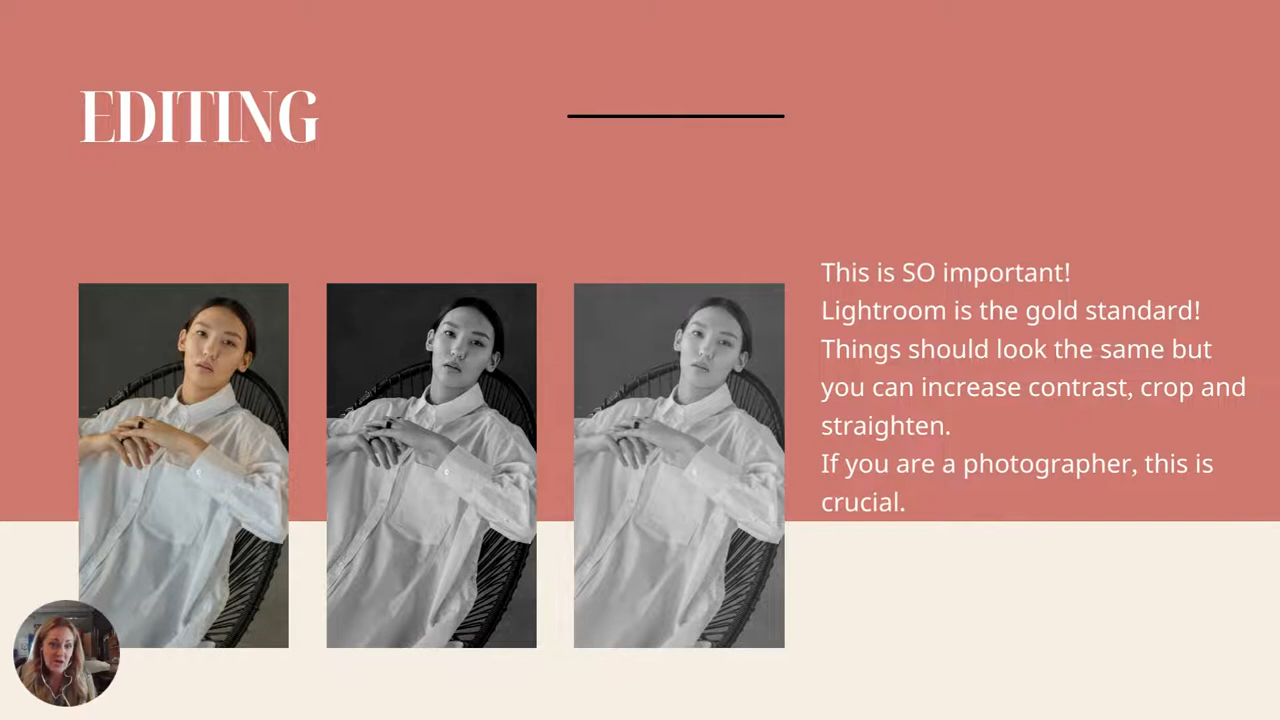 EDITING
This is SO important!
Lightroom is the gold standard!
Things should look the same but
you can increase contrast, crop and
straighten.
If you are a photographer, this is
crucial.